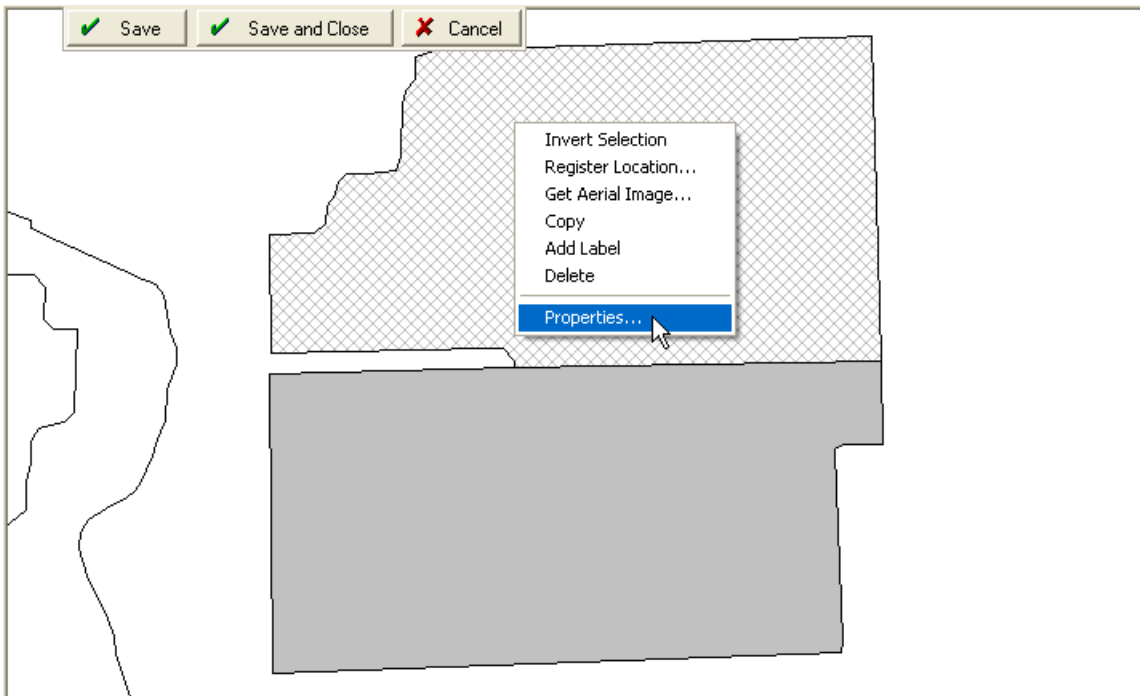 Save Save and Close Cancel
Invert Selection
Register Location...
Get Aerial Image...
Copy
Add Label
Delete
Properties...